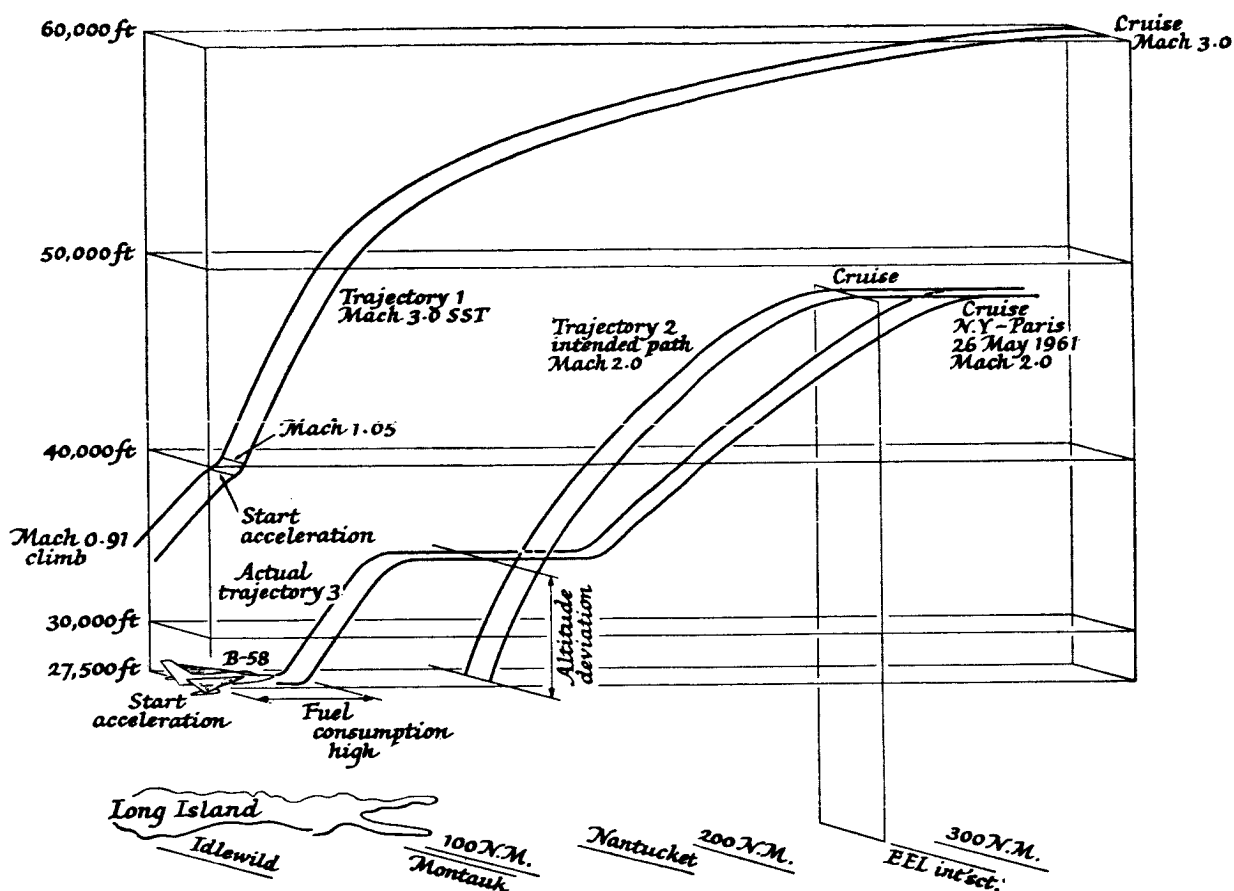 60,000 ft
Cruise
Mach 3.0
50,000 ft
Trajectory 1
Mach 3.0 SST
Cruise
Trajectory 2
intended path
Mach 2.0
Cruise
N.Y-Paris
26 May 1961
Mach 2.0
Mach 1.05
40,000 ft
Start
acceleration
Mach 0.91
climb
Actual
trajectory 3
30,000 ft
Altitude
deviation
B-58
27,500 ft
Start
acceleration
Fuel
consumption
high
Long Island
Idlewild
100 N.M.
Montauk
Nantucket
200 N.M.
EEL int'sct.
300 N.M.